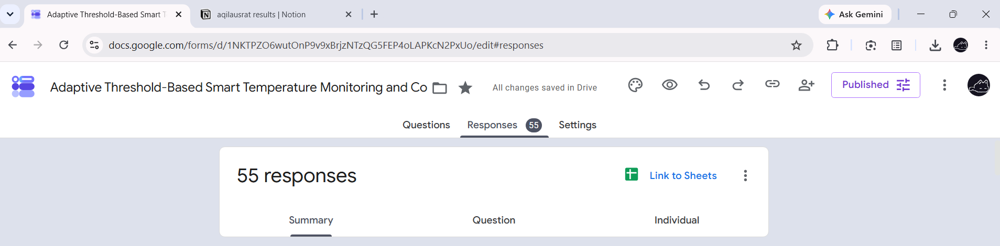 Adaptive Threshold-Based Smart T
aqilausrat results | Notion
Ask Gemini
docs.google.com/forms/d/1NKTPZO6wutOnP9v9xBrjzNTzQG5FEP4oLAPKcN2PxUo/edit#responses
Adaptive Threshold-Based Smart Temperature Monitoring and Co
All changes saved in Drive
Published
Questions Responses 55 Settings
55 responses
Link to Sheets
Summary Question Individual